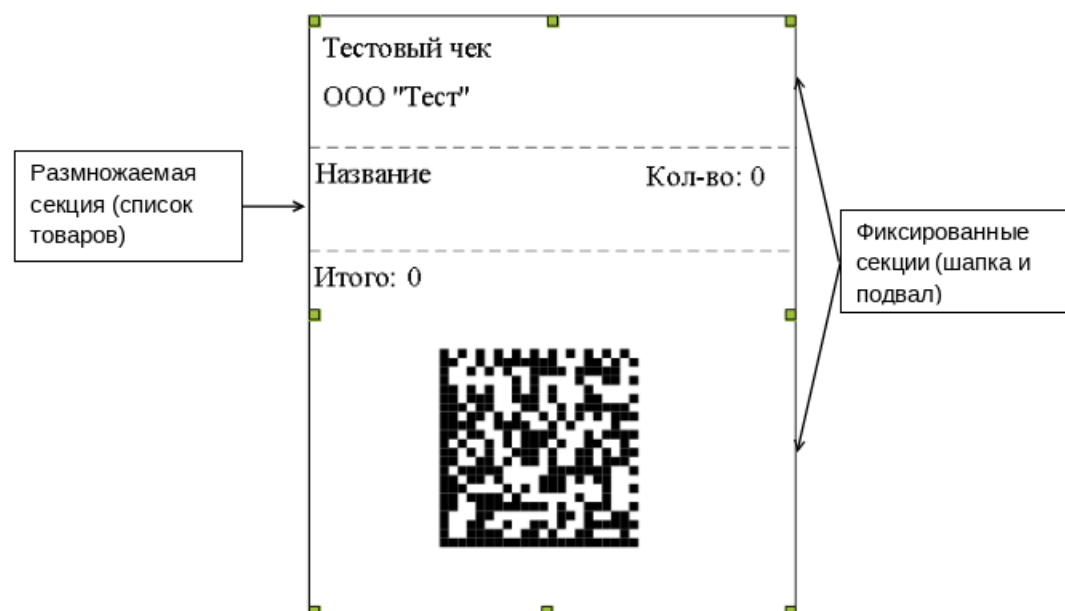 Тестовый чек
ООО "Тест"
Размножаемая
секция (список
товаров)
Название
Кол-во: 0
Фиксированные
секции (шапка и
подвал)
Итого: 0